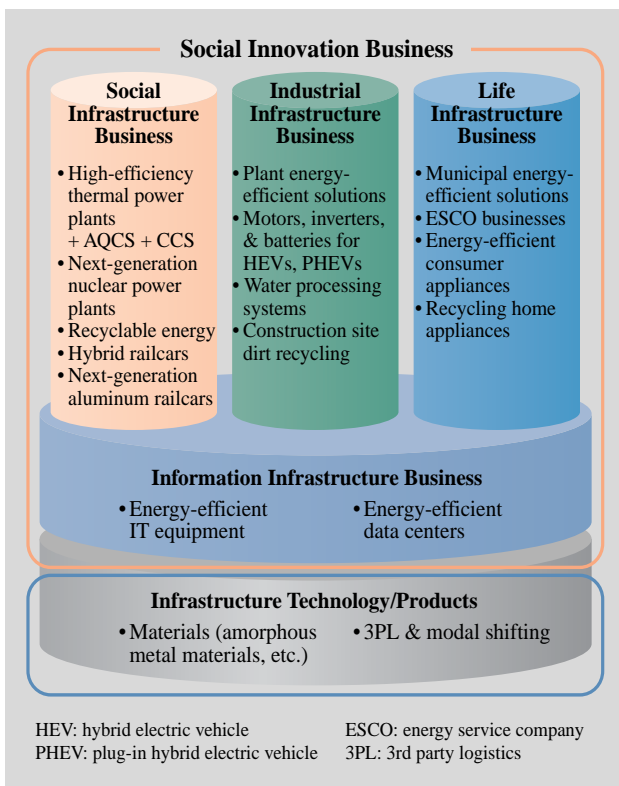 Social Innovation Business
Social
Infrastructure
Business
• High-efficiency
thermal power
plants
+ AQCS + CCS
• Next-generation
nuclear power
plants
• Recyclable energy
• Hybrid railcars
• Next-generation
aluminum railcars
Industrial
Infrastructure
Business
• Plant energy-
efficient solutions
• Motors, inverters,
& batteries for
HEVs, PHEVs
• Water processing
systems
• Construction site
dirt recycling
Life
Infrastructure
Business
• Municipal energy-
efficient solutions
• ESCO businesses
• Energy-efficient
consumer
appliances
• Recycling home
appliances
Information Infrastructure Business
• Energy-efficient
IT equipment
• Energy-efficient
data centers
Infrastructure Technology/Products
• Materials (amorphous
metal materials, etc.)
• 3PL & modal shifting
HEV: hybrid electric vehicle
PHEV: plug-in hybrid electric vehicle
ESCO: energy service company
3PL: 3rd party logistics